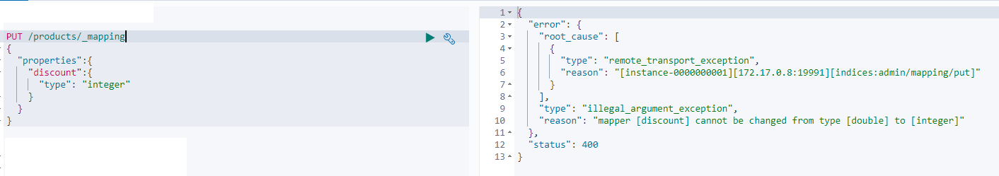 PUT /products/_mapping
{
  "properties":{
    "discount":{
      "type": "integer"
    }
  }
}
1 {
2   "error": {
3     "root_cause": [
4       {
5         "type": "remote_transport_exception",
6         "reason": "[instance-0000000001][172.17.0.8:19991][indices:admin/mapping/put]"
7       }
8     ],
9     "type": "illegal_argument_exception",
10     "reason": "mapper [discount] cannot be changed from type [double] to [integer]"
11   },
12   "status": 400
13 }